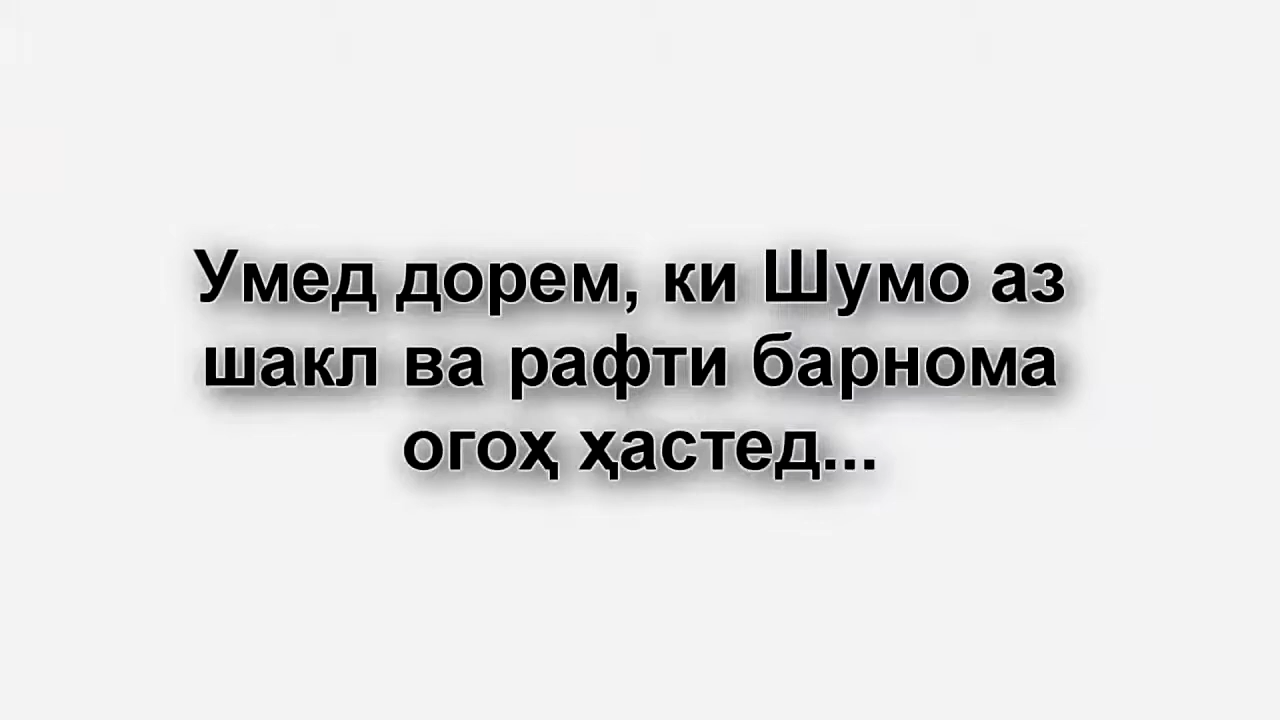 Умед дорем, ки Шумо аз
шакл ва рафти барнома
огоҳ ҳастед...